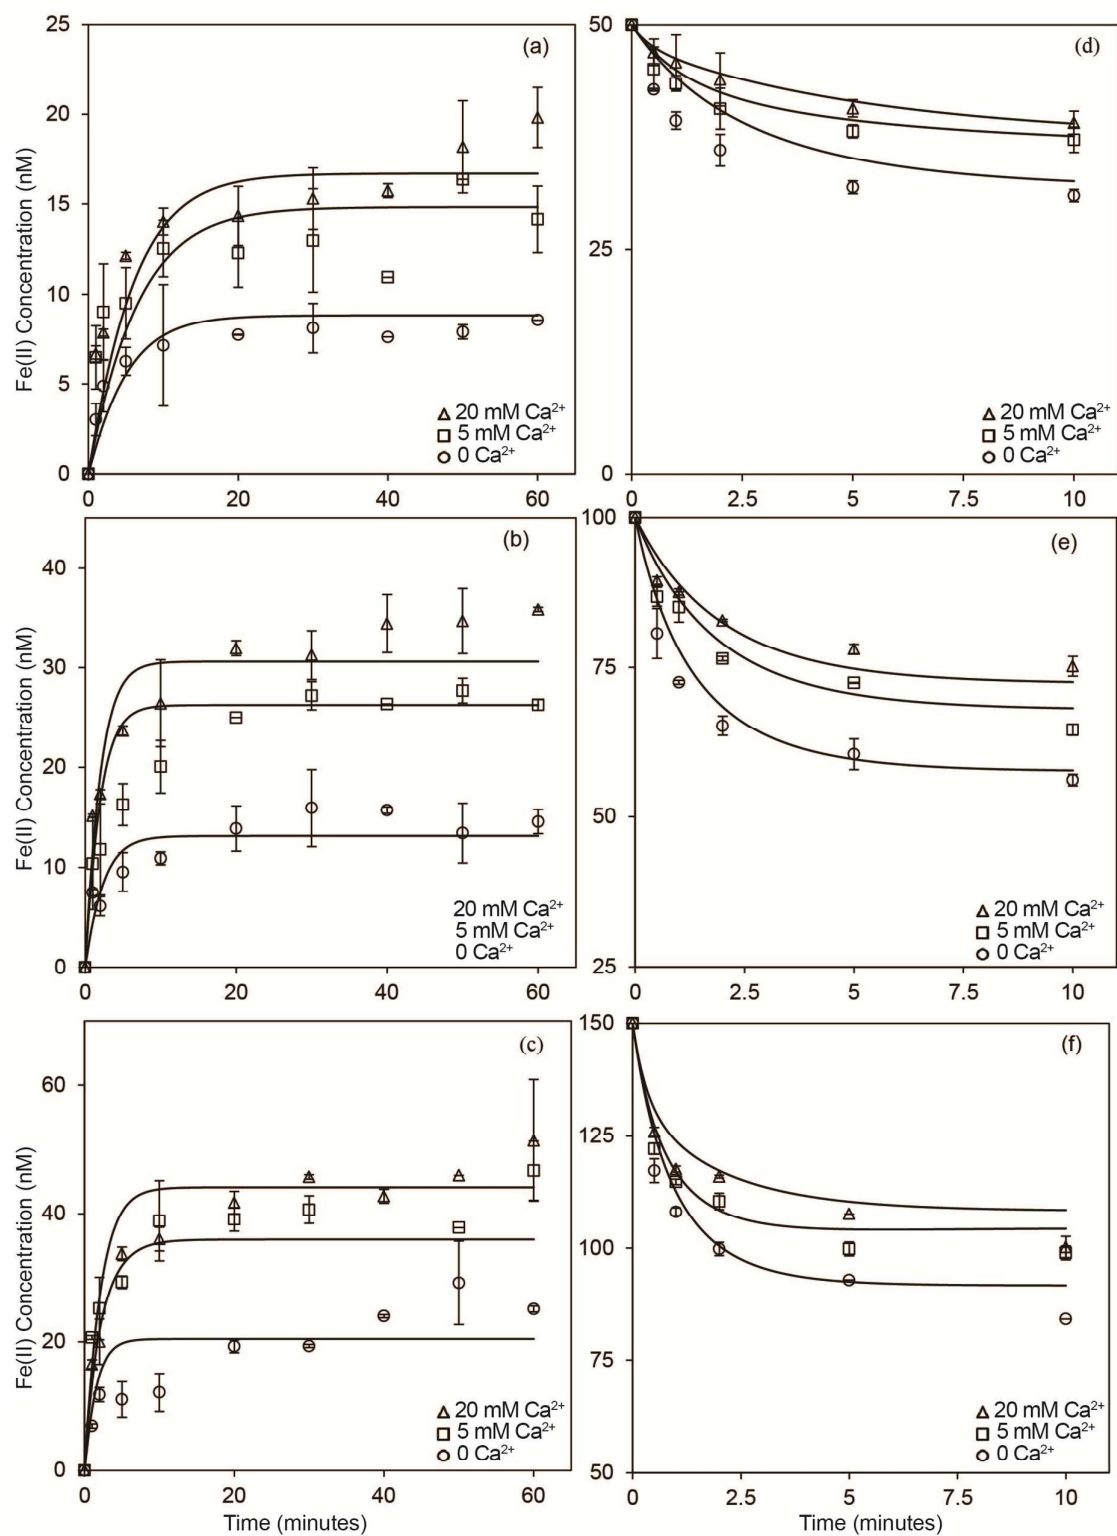 25
20
15
10
5
0
0
20
40
60
Fe(II) Concentration (nM)
(a)
20 mM Ca²⁺
5 mM Ca²⁺
0 Ca²⁺
50
25
0
0
2.5
5
7.5
10
(d)
20 mM Ca²⁺
5 mM Ca²⁺
0 Ca²⁺
40
30
20
10
0
0
20
40
60
Fe(II) Concentration (nM)
(b)
20 mM Ca²⁺
5 mM Ca²⁺
0 Ca²⁺
100
75
50
25
0
2.5
5
7.5
10
(e)
20 mM Ca²⁺
5 mM Ca²⁺
0 Ca²⁺
60
40
20
0
0
20
40
60
Fe(II) Concentration (nM)
Time (minutes)
(c)
20 mM Ca²⁺
5 mM Ca²⁺
0 Ca²⁺
150
125
100
75
50
0
2.5
5
7.5
10
Time (minutes)
(f)
20 mM Ca²⁺
5 mM Ca²⁺
0 Ca²⁺